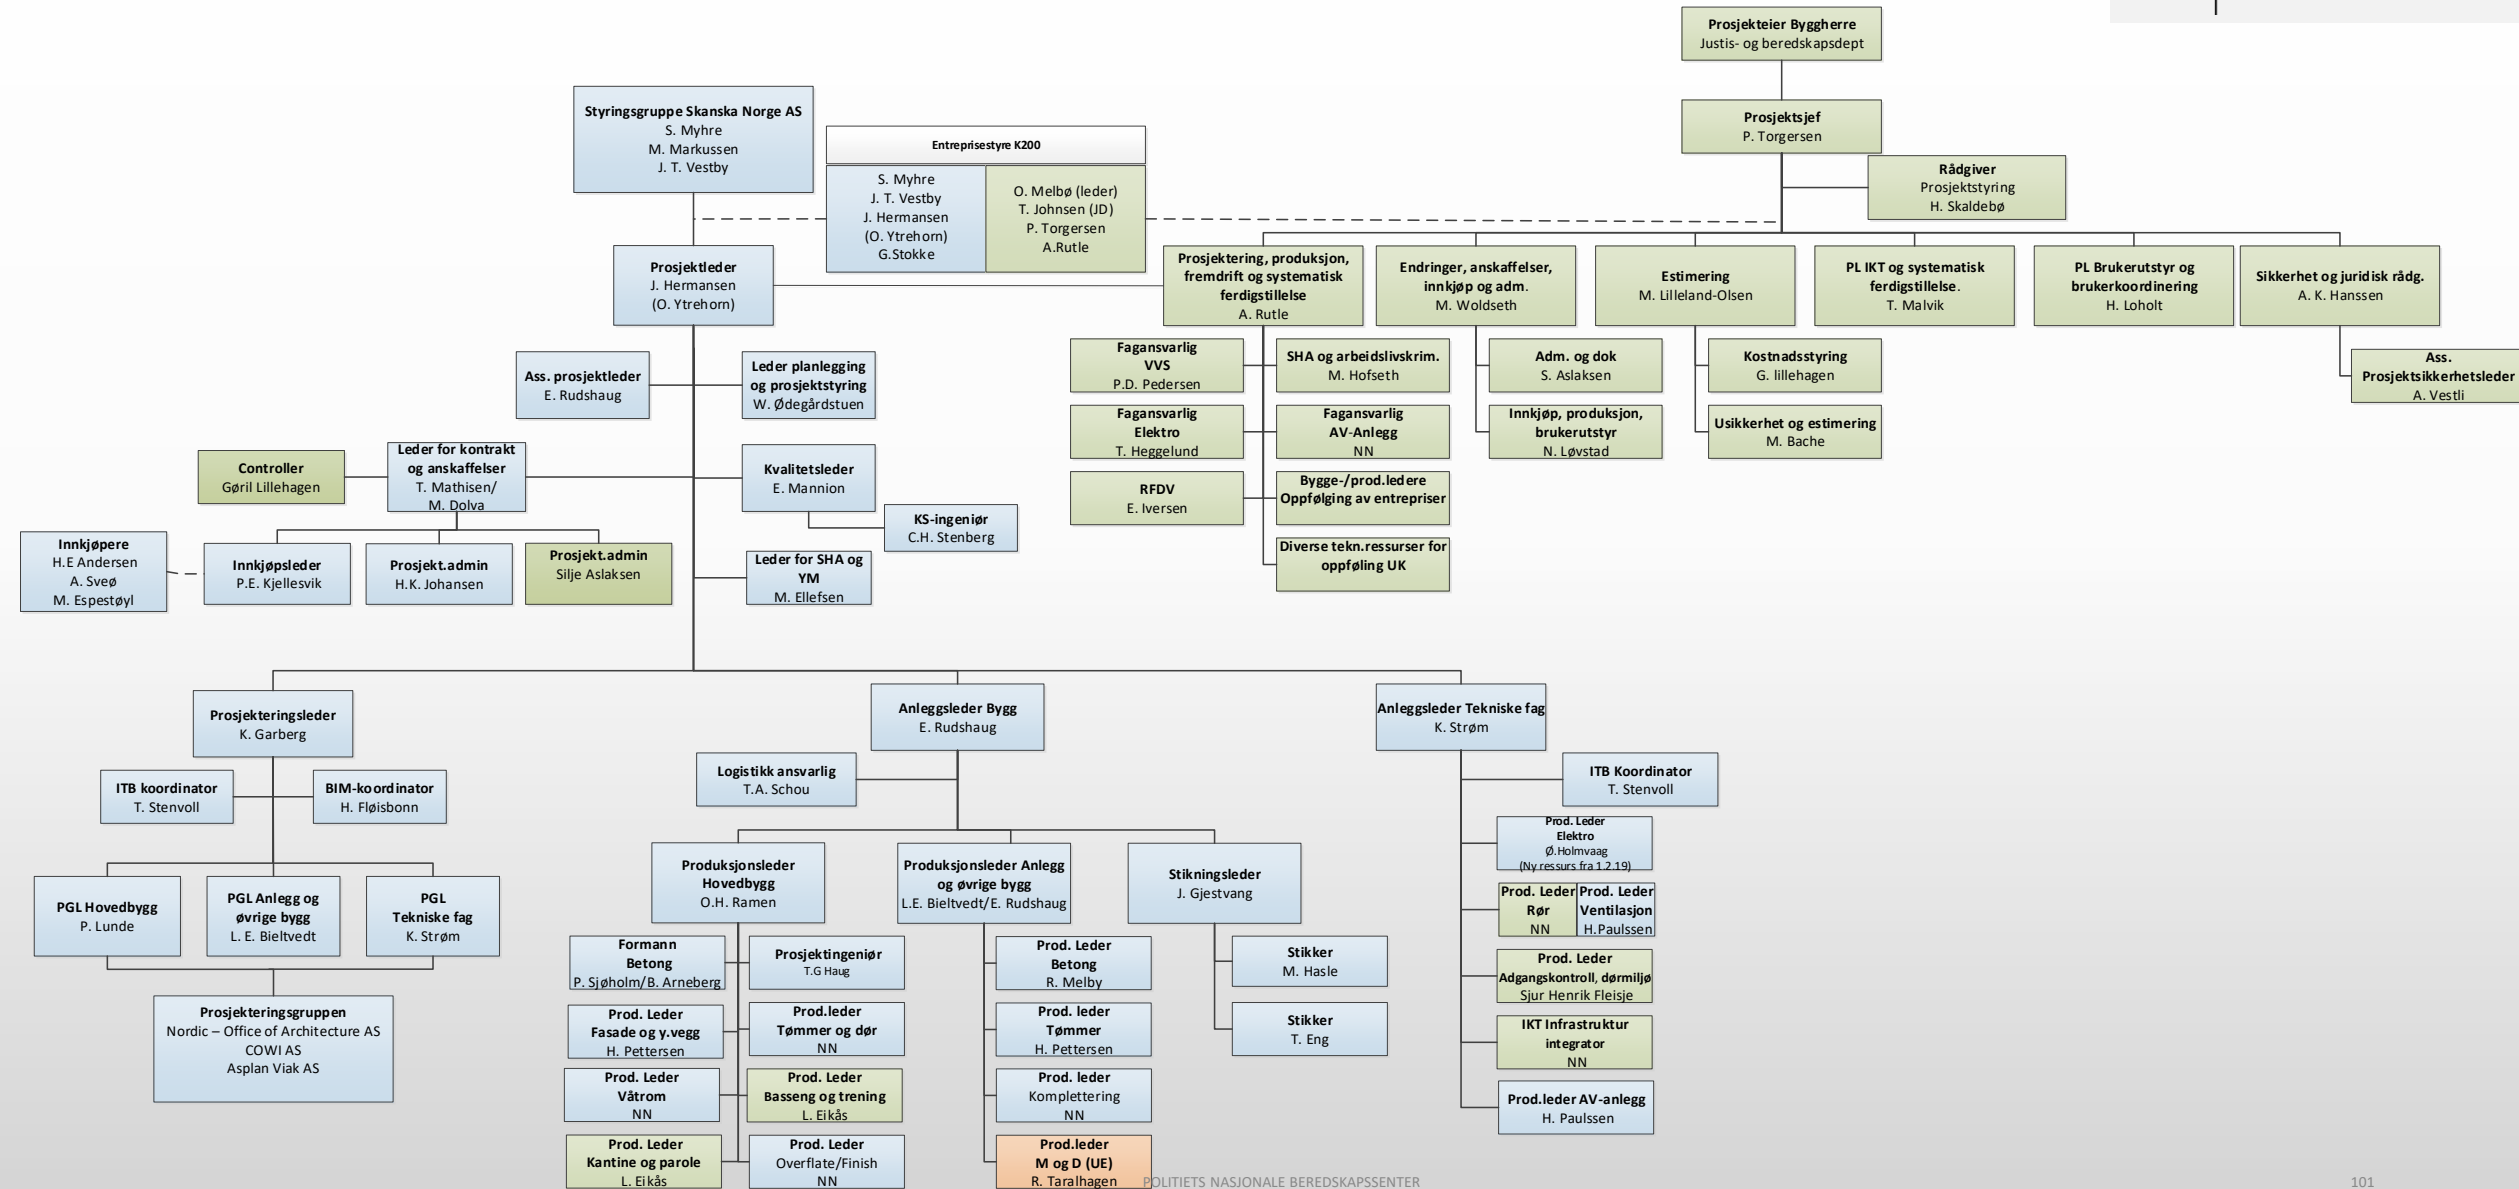 Prosjekteier Byggherre
Justis- og beredskapsdept
Prosjektsjef
P. Torgersen
Rådgiver
Prosjektstyring
H. Skaldebø
Styringsgruppe Skanska Norge AS
S. Myhre
M. Markussen
J. T. Vestby
Entreprisestyre K200
S. Myhre
J. T. Vestby
J. Hermansen
(O. Ytrehorn)
G.Stokke
O. Melbø (leder)
T. Johnsen (JD)
P. Torgersen
A.Rutle
Prosjektleder
J. Hermansen
(O. Ytrehorn)
Prosjektering, produksjon,
fremdrift og systematisk
ferdigstillelse
A. Rutle
Endringer, anskaffelser,
innkjøp og adm.
M. Woldseth
Estimering
M. Lilleland-Olsen
PL IKT og systematisk
ferdigstillelse.
T. Malvik
PL Brukerutstyr og
brukerkoordinering
H. Loholt
Sikkerhet og juridisk rådg.
A. K. Hanssen
Fagansvarlig
VVS
P.D. Pedersen
SHA og arbeidslivskrim.
M. Hofseth
Adm. og dok
S. Aslaksen
Kostnadsstyring
G. lillehagen
Ass.
Prosjektsikkerhetsleder
A. Vestli
Fagansvarlig
Elektro
T. Heggelund
Fagansvarlig
AV-Anlegg
NN
Innkjøp, produksjon,
brukerutstyr
N. Løvstad
Usikkerhet og estimering
M. Bache
RFDV
E. Iversen
Bygge-/prod.ledere
Oppfølging av entrepriser
Diverse tekn.ressurser for
oppføling UK
Ass. prosjektleder
E. Rudshaug
Leder planlegging
og prosjektstyring
W. Ødegårdstuen
Controller
Gøril Lillehagen
Leder for kontrakt
og anskaffelser
T. Mathisen/
M. Dolva
Kvalitetsleder
E. Mannion
KS-ingeniør
C.H. Stenberg
Innkjøpere
H.E Andersen
A. Sveø
M. Espestøyl
Innkjøpsleder
P.E. Kjellesvik
Prosjekt.admin
H.K. Johansen
Prosjekt.admin
Silje Aslaksen
Leder for SHA og
YM
M. Ellefsen
Prosjekteringsleder
K. Garberg
Anleggsleder Bygg
E. Rudshaug
Anleggsleder Tekniske fag
K. Strøm
ITB koordinator
T. Stenvoll
BIM-koordinator
H. Fløisbonn
Logistikk ansvarlig
T.A. Schou
ITB Koordinator
T. Stenvoll
PGL Hovedbygg
P. Lunde
PGL Anlegg og
øvrige bygg
L. E. Bieltvedt
PGL
Tekniske fag
K. Strøm
Prosjekteringsgruppen
Nordic – Office of Architecture AS
COWI AS
Asplan Viak AS
Produksjonsleder
Hovedbygg
O.H. Ramen
Produksjonsleder Anlegg
og øvrige bygg
L.E. Bieltvedt/E. Rudshaug
Stikningsleder
J. Gjestvang
Formann
Betong
P. Sjøholm/B. Arneberg
Prosjektingeniør
T.G Haug
Prod. Leder
Fasade og y.vegg
H. Pettersen
Prod.leder
Tømmer og dør
NN
Prod. Leder
Våtrom
NN
Prod. Leder
Basseng og trening
L. Eikås
Prod. Leder
Kantine og parole
L. Eikås
Prod. Leder
Overflate/Finish
NN
Prod. Leder
Betong
R. Melby
Prod. leder
Tømmer
H. Pettersen
Prod. leder
Komplettering
NN
Prod.leder
M og D (UE)
R. Taralhagen
Stikker
M. Hasle
Stikker
T. Eng
Prod. Leder
Elektro
Ø.Holmvaag
(Ny ressurs fra 1.2.19)
Prod. Leder
Rør
NN
Prod. Leder
Ventilasjon
H.Paulssen
Prod. Leder
Adgangskontroll, dørmiljø
Sjur Henrik Fleisje
IKT Infrastruktur
integrator
NN
Prod.leder AV-anlegg
H. Paulssen
POLITIETS NASJONALE BEREDSKAPSSENTER
101